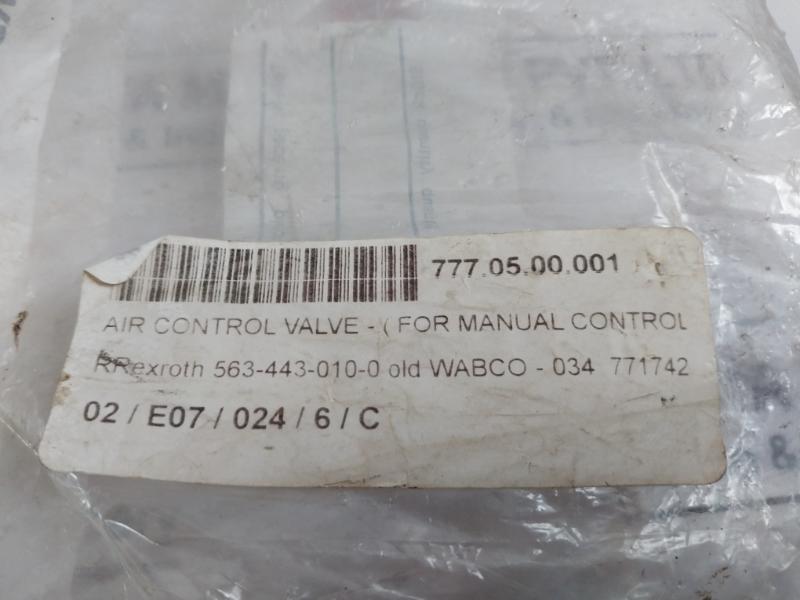 777.05.00.001
AIR CONTROL VALVE - ( FOR MANUAL CONTROL
RRexroth 563-443-010-0 old WABCO - 034 771742
02 / E07 / 024 / 6 / C
&